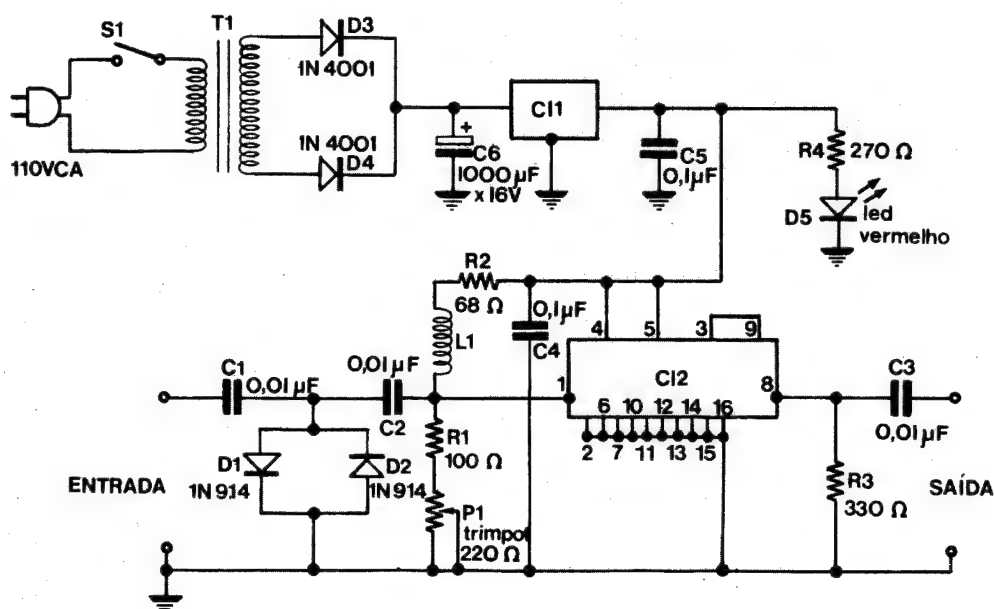 S1
T1
D3
1N 4001
1N 4001
D4
110VCA
+
C6
1000µF
x 16V
CI1
C5
0,1µF
R4
270 Ω
D5
led
vermelho
R2
68 Ω
L1
0,1µF
C4
4
5
3
9
1
CI2
8
6
10
12
14
16
2
7
11
13
15
C1
0,01µF
0,01µF
C2
C3
0,01µF
R1
100 Ω
D1
1N914
D2
1N914
P1
trimpot
220 Ω
R3
330 Ω
ENTRADA
SAÍDA